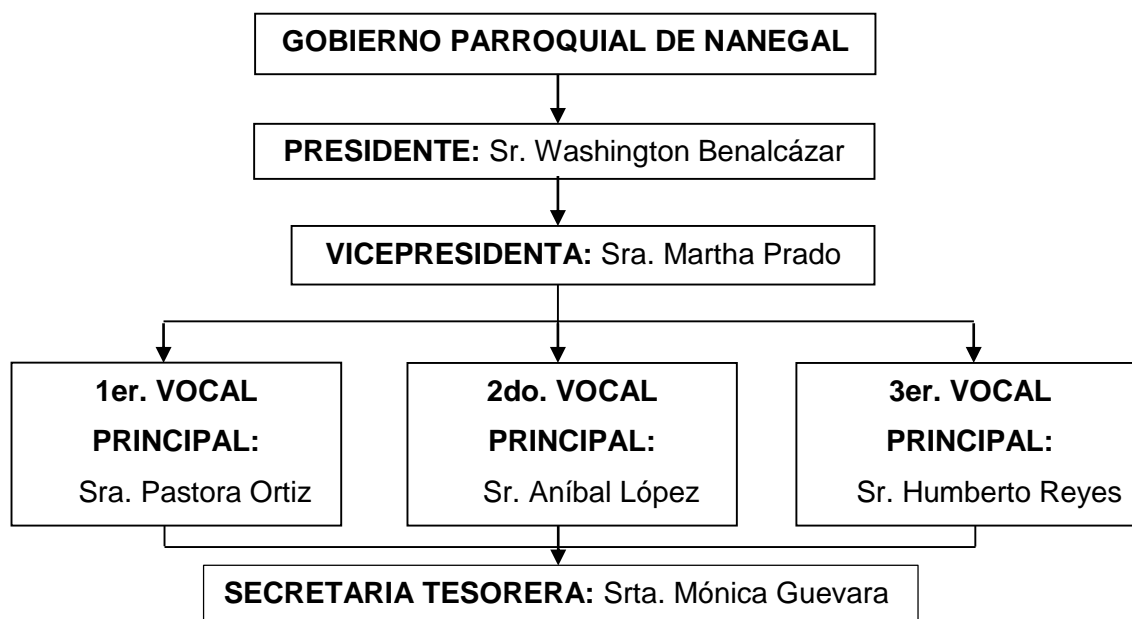 GOBIERNO PARROQUIAL DE NANEGAL
PRESIDENTE: Sr. Washington Benalcázar
VICEPRESIDENTA: Sra. Martha Prado
1er. VOCAL
PRINCIPAL:
Sra. Pastora Ortiz
2do. VOCAL
PRINCIPAL:
Sr. Aníbal López
3er. VOCAL
PRINCIPAL:
Sr. Humberto Reyes
SECRETARIA TESORERA: Srta. Mónica Guevara